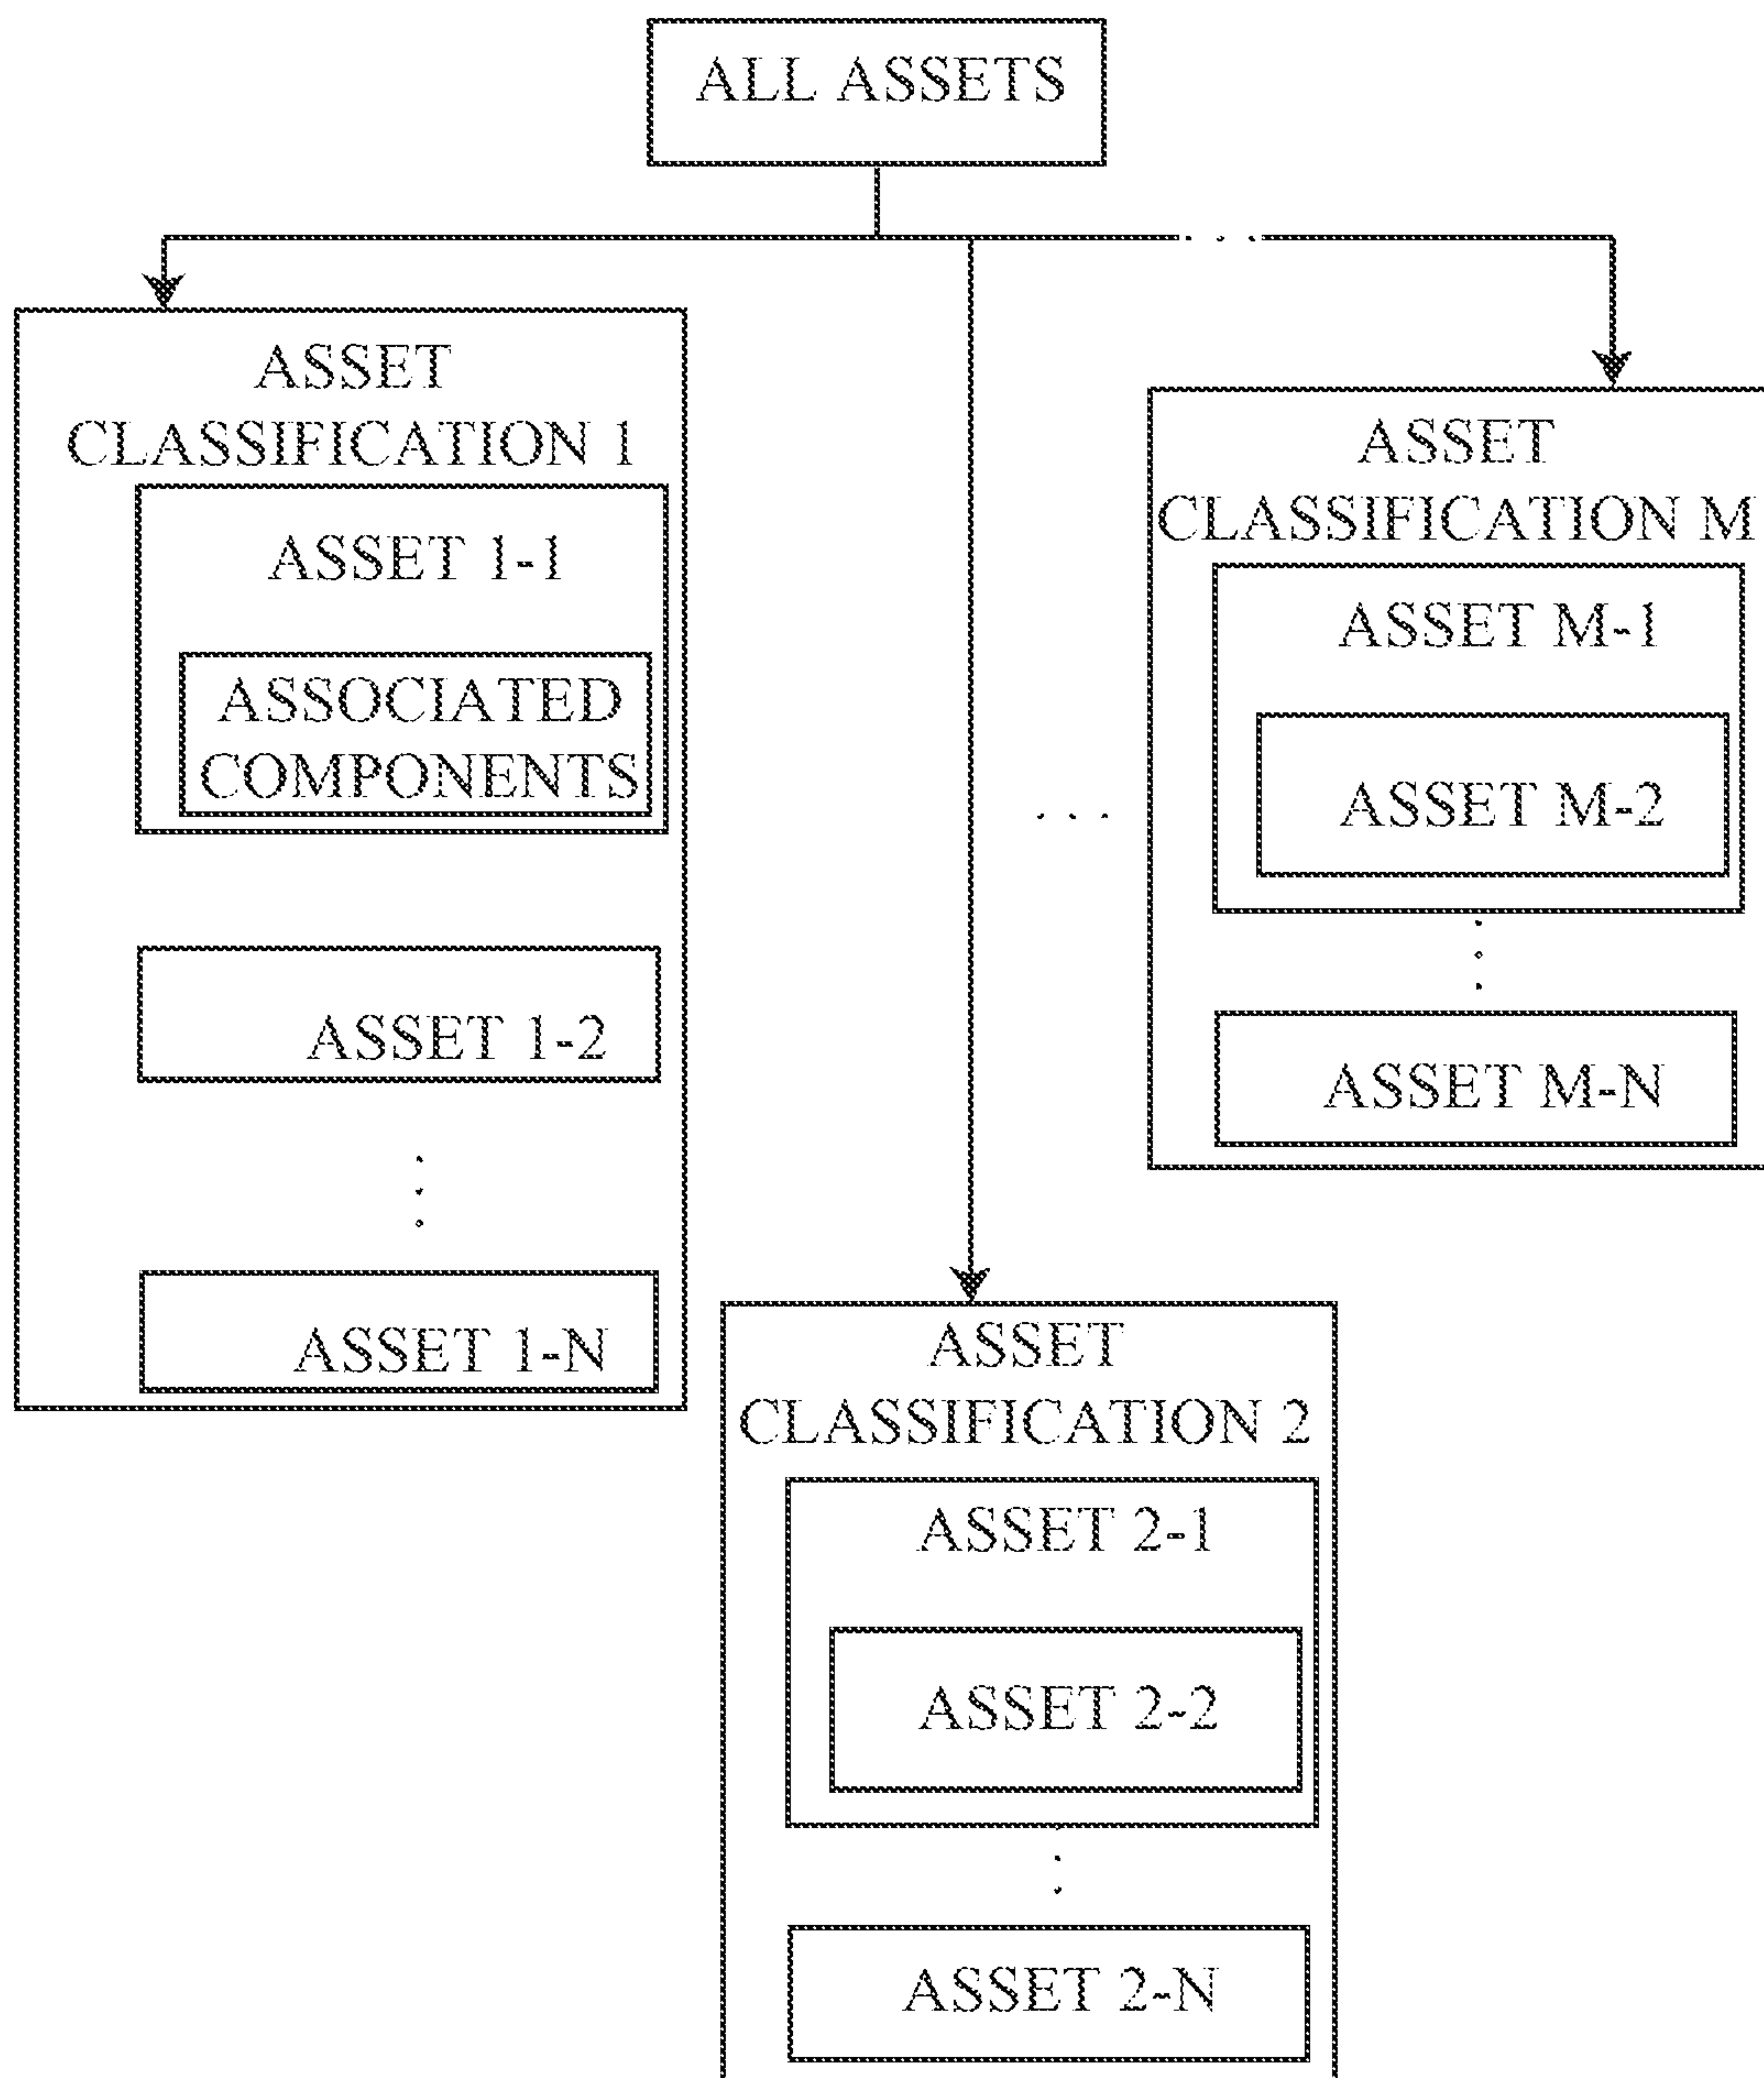 ALL ASSETS
ASSET
CLASSIFICATION 1
ASSET 1-1
ASSOCIATED
COMPONENTS
ASSET 1-2
ASSET 1-N
ASSET
CLASSIFICATION 2
ASSET 2-1
ASSET 2-2
ASSET 2-N
ASSET
CLASSIFICATION M
ASSET M-1
ASSET M-2
ASSET M-N